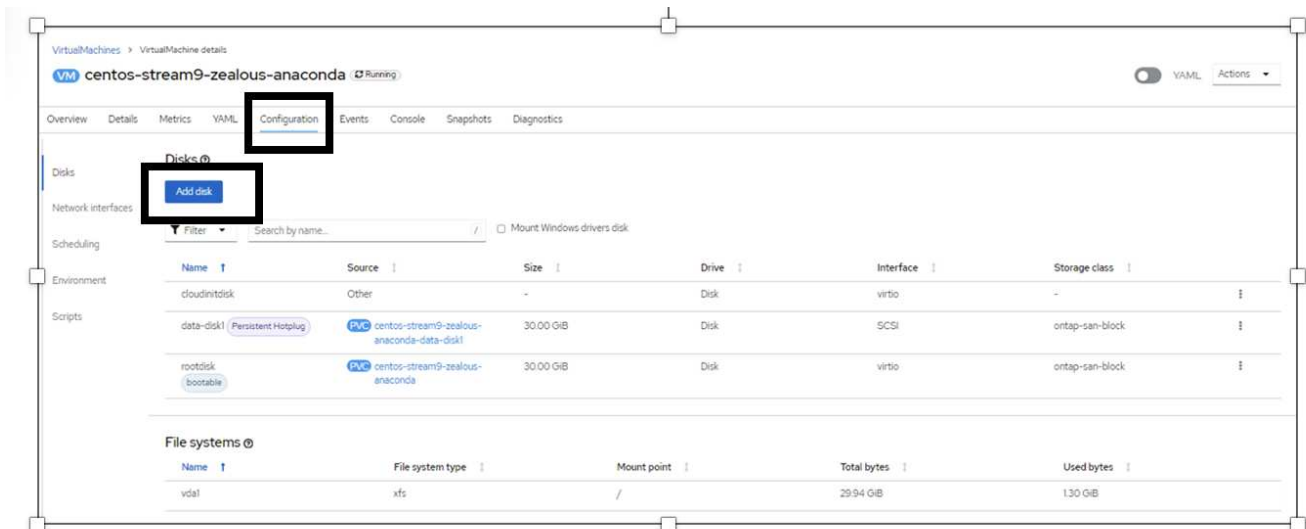 VirtualMachines > VirtualMachine details
VM centos-stream9-zealous-anaconda Running
YAML Actions
Overview Details Metrics YAML Configuration Events Console Snapshots Diagnostics
Disks
Network interfaces
Scheduling
Environment
Scripts
Disks
Add disk
Filter Search by name... / Mount Windows drivers disk
Name Source Size Drive Interface Storage class
cloudinitdisk Other - Disk virtio -
data-disk1 Persistent Hotplug PVC centos-stream9-zealous- 30.00 GiB Disk SCSI ontap-san-block
anaconda-data-disk1
rootdisk PVC centos-stream9-zealous- 30.00 GiB Disk virtio ontap-san-block
bootable anaconda
File systems
Name File system type Mount point Total bytes Used bytes
vda1 xfs / 29.94 GiB 1.30 GiB